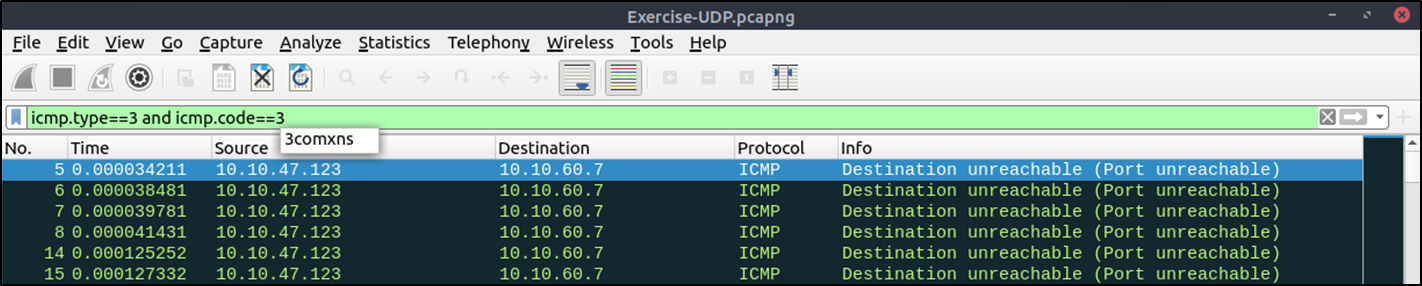 Exercise-UDP.pcapng
File Edit View Go Capture Analyze Statistics Telephony Wireless Tools Help
icmp.type==3 and icmp.code==3
3comxns
No. Time Source Destination Protocol Info
5 0.000034211 10.10.47.123 10.10.60.7 ICMP Destination unreachable (Port unreachable)
6 0.000038481 10.10.47.123 10.10.60.7 ICMP Destination unreachable (Port unreachable)
7 0.000039781 10.10.47.123 10.10.60.7 ICMP Destination unreachable (Port unreachable)
8 0.000041431 10.10.47.123 10.10.60.7 ICMP Destination unreachable (Port unreachable)
14 0.000125252 10.10.47.123 10.10.60.7 ICMP Destination unreachable (Port unreachable)
15 0.000127332 10.10.47.123 10.10.60.7 ICMP Destination unreachable (Port unreachable)